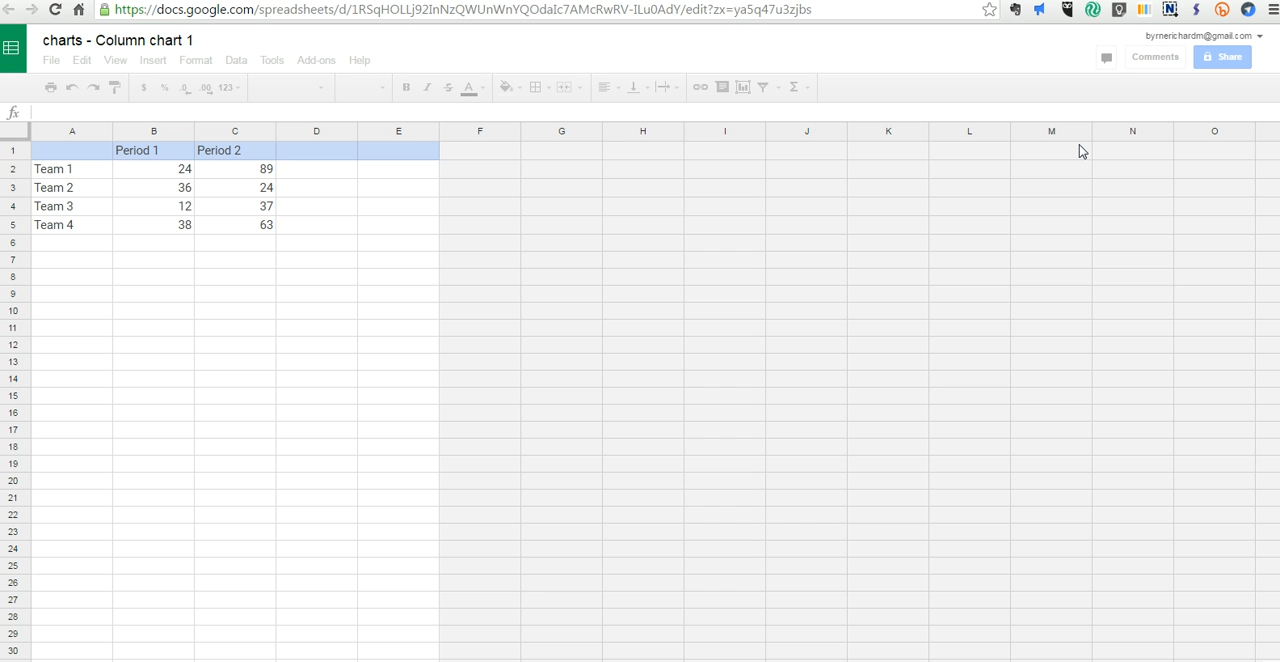 https://docs.google.com/spreadsheets/d/1RSqHOLLj92InNzQWUnWnYQOdaIc7AMcRwRV-ILu0AdY/edit?zx=ya5q47u3zjbs
charts - Column chart 1
byrnerichardm@gmail.com
File Edit View Insert Format Data Tools Add-ons Help
Comments
Share
$ % .0 .00 123
B I S A
fx
A B C D E F G H I J K L M N O
1 Period 1 Period 2
2 Team 1 24 89
3 Team 2 36 24
4 Team 3 12 37
5 Team 4 38 63
6
7
8
9
10
11
12
13
14
15
16
17
18
19
20
21
22
23
24
25
26
27
28
29
30